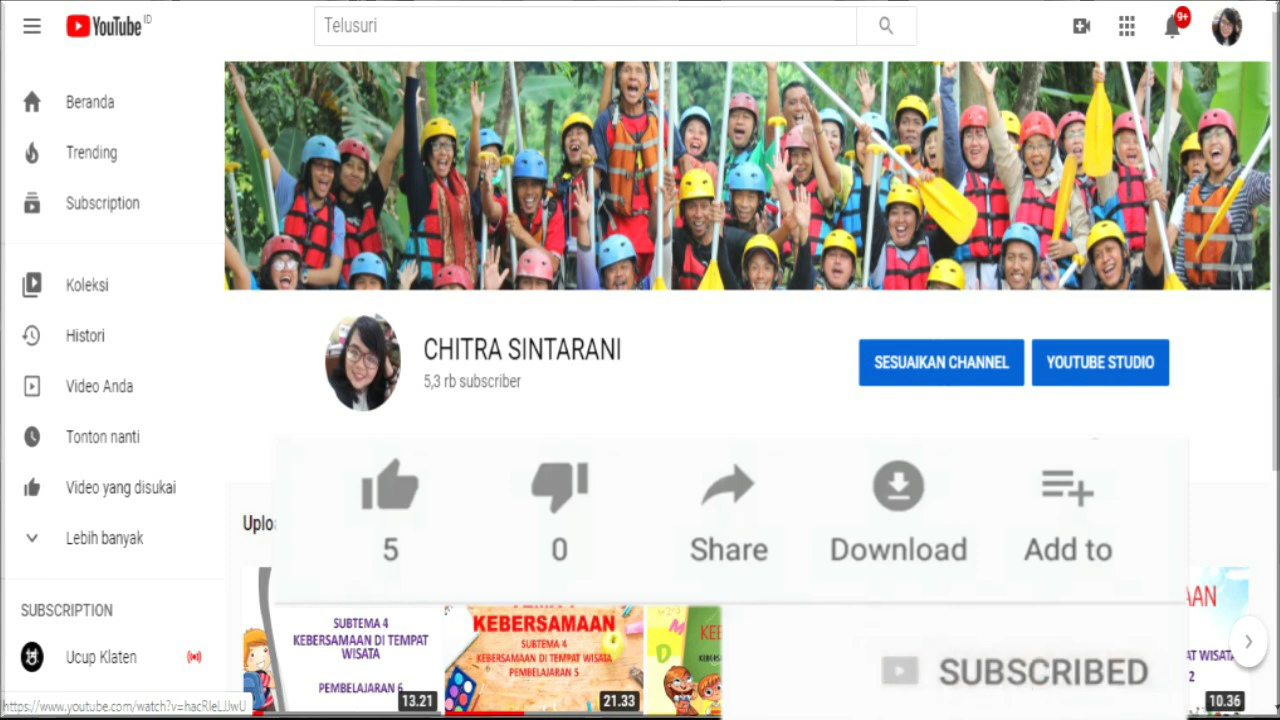 YouTube ID
Telusuri
9+
Beranda
Trending
Subscription
Koleksi
Histori
Video Anda
Tonton nanti
Video yang disukai
Lebih banyak
SUBSCRIPTION
Ucup Klaten
CHITRA SINTARANI
5,3 rb subscriber
SESUAIKAN CHANNEL
YOUTUBE STUDIO
5
0
Share
Download
Add to
SUBTEMA 4
KEBERSAMAAN DI TEMPAT
WISATA
PEMBELAJARAN 6
13.21
KEBERSAMAAN
SUBTEMA 4
KEBERSAMAAN DI TEMPAT WISATA
PEMBELAJARAN 5
21.33
SUBSCRIBED
2
10.36